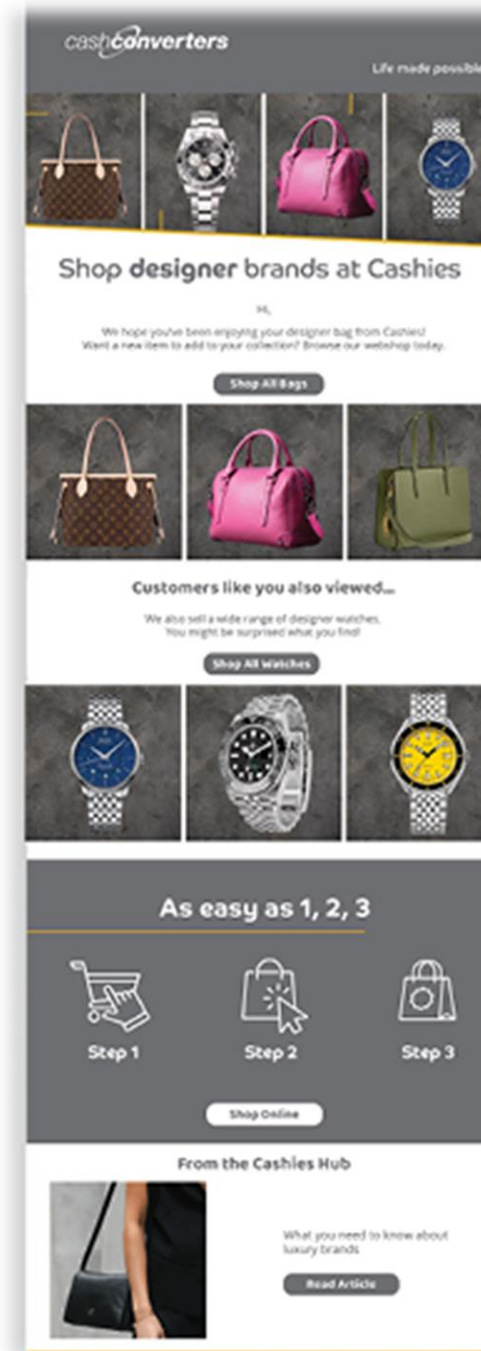 cashconverters
Life made possible
Shop designer brands at Cashies
Hi,
We hope you've been enjoying your designer bag from Cashies!
Want a new item to add to your collection? Browse our webshop today.
Shop All Bags
Customers like you also viewed...
We also sell a wide range of designer watches.
You might be surprised what you find!
Shop All Watches
As easy as 1, 2, 3
Step 1
Step 2
Step 3
Shop Online
From the Cashies Hub
What you need to know about
luxury brands
Read Article